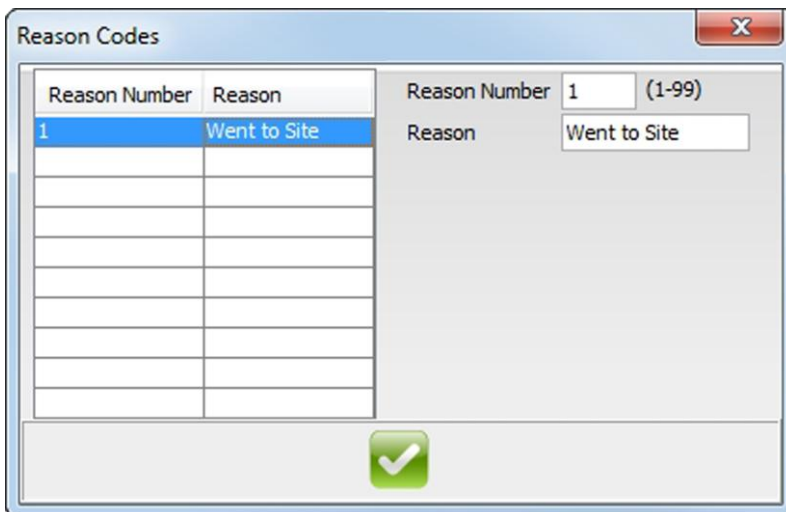 Reason Codes
Reason Number Reason
1 Went to Site
Reason Number 1 (1-99)
Reason Went to Site